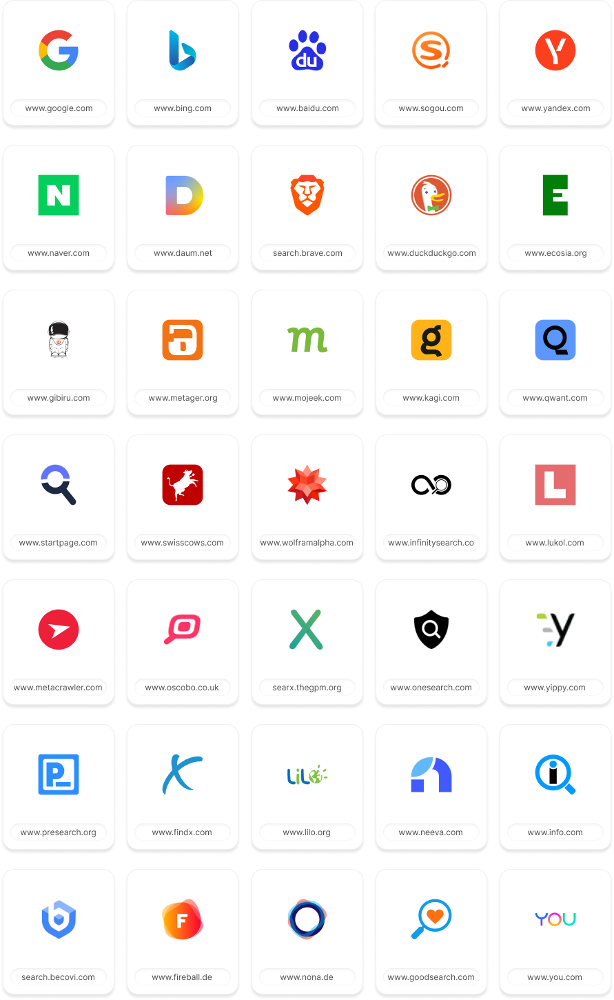 G
www.google.com
b
www.bing.com
du
www.baidu.com
S
www.sogou.com
Y
www.yandex.com
N
www.naver.com
D
www.daum.net
search.brave.com
www.duckduckgo.com
E
www.ecosia.org
www.gibiru.com
www.metager.org
m
www.mojeek.com
g
www.kagi.com
Q
www.qwant.com
www.startpage.com
www.swisscows.com
www.wolframalpha.com
www.infinitysearch.co
L
www.lukol.com
www.metacrawler.com
www.oscobo.co.uk
X
searx.thegpm.org
www.onesearch.com
y
www.yippy.com
P
www.presearch.org
www.findx.com
LiLO
www.lilo.org
www.neeva.com
i
www.info.com
b
search.becovi.com
F
www.fireball.de
www.nona.de
www.goodsearch.com
YOU
www.you.com